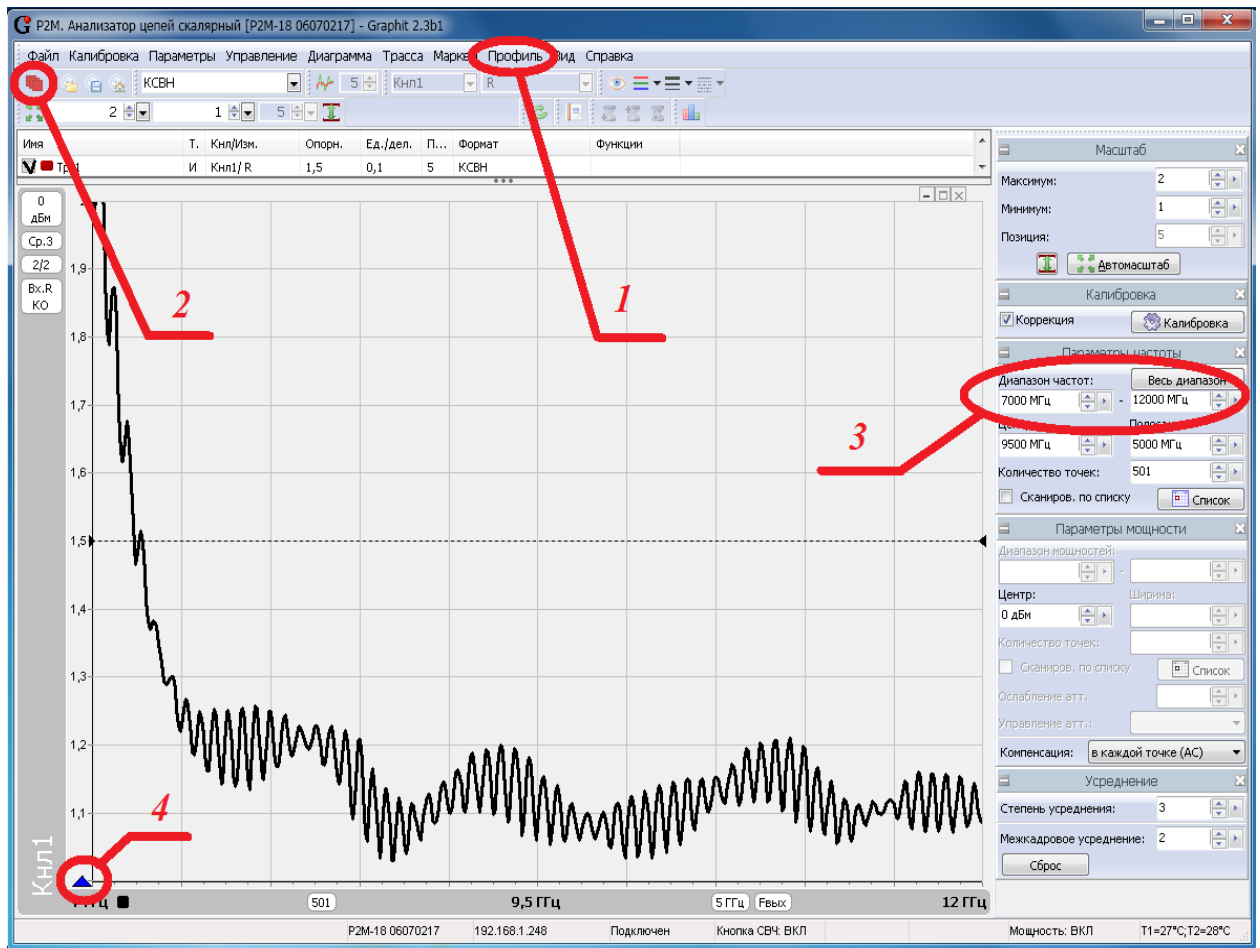 Р2М. Анализатор цепей скалярный [Р2М-18 06070217] - Graphit 2.3b1
Файл Калибровка Параметры Управление Диаграмма Трасса Профиль Вид Справка
КСВН 5 Кнл1 R
2 1 5
Имя Т. Кнл/Изм. Опорн. Ед./дел. П... Формат Функции
И Кнл1/ R 1,5 0,1 5 КСВН
0
дБм
Ср.3
2/2
Вх.R
КО
1,9
1,8
1,7
1,6
1,5
1,4
1,3
1,2
1,1
Кнл1
1
2
3
4
501 9,5 ГГц 5 ГГц Fвых 12 ГГц
Масштаб
Максимум: 2
Минимум: 1
Позиция: 5
Автомасштаб
Калибровка
Коррекция Калибровка
Параметры частоты
Диапазон частот: Весь диапазон
7000 МГц - 12000 МГц
9500 МГц 5000 МГц
Количество точек: 501
Сканиров. по списку Список
Параметры мощности
Диапазон мощностей:
-
Центр: Ширина:
0 дБм
Количество точек:
Сканиров. по списку Список
Ослабление атт.
Управление атт.:
Компенсация: в каждой точке (AC)
Усреднение
Степень усреднения: 3
Межкадровое усреднение: 2
Сброс
Р2М-18 06070217 192.168.1.248 Подключен Кнопка СВЧ: ВКЛ Мощность: ВКЛ T1=27°C;T2=28°C